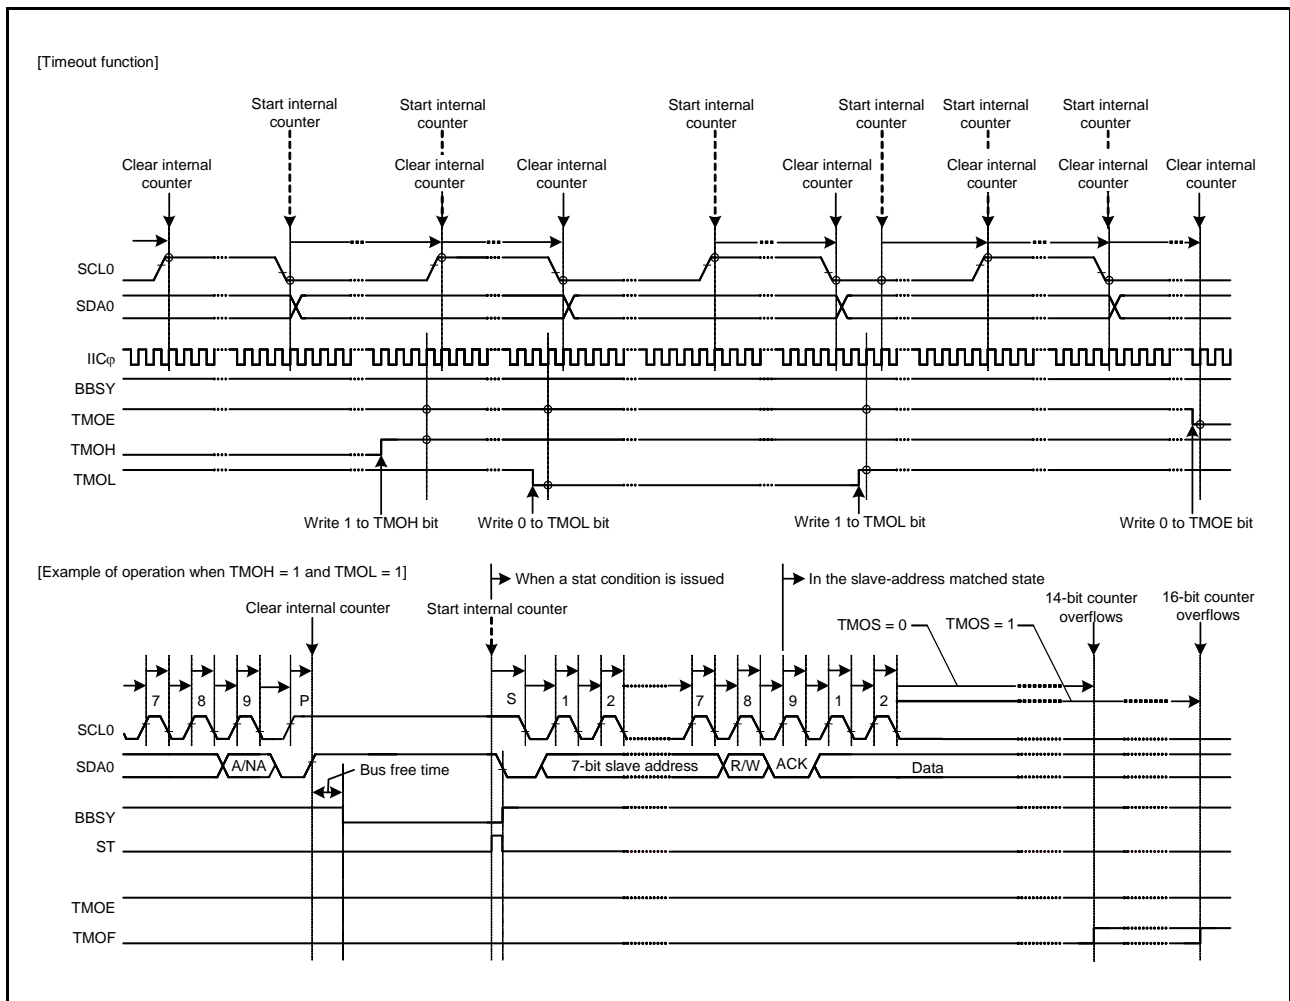 [Timeout function]
Start internal
counter
Start internal
counter
Start internal
counter
Start internal
counter
Start internal
counter
Start internal
counter
Clear internal
counter
Clear internal
counter
Clear internal
counter
Clear internal
counter
Clear internal
counter
Clear internal
counter
Clear internal
counter
SCL0
SDA0
IICφ
BBSY
TMOE
TMOH
TMOL
Write 1 to TMOH bit
Write 0 to TMOL bit
Write 1 to TMOL bit
Write 0 to TMOE bit
[Example of operation when TMOH = 1 and TMOL = 1]
When a stat condition is issued
In the slave-address matched state
Clear internal counter
Start internal counter
14-bit counter
overflows
16-bit counter
overflows
TMOS = 0
TMOS = 1
7 8 9 P S 1 2 7 8 9 1 2
SCL0
SDA0
A/NA
Bus free time
7-bit slave address
R/W
ACK
Data
BBSY
ST
TMOE
TMOF